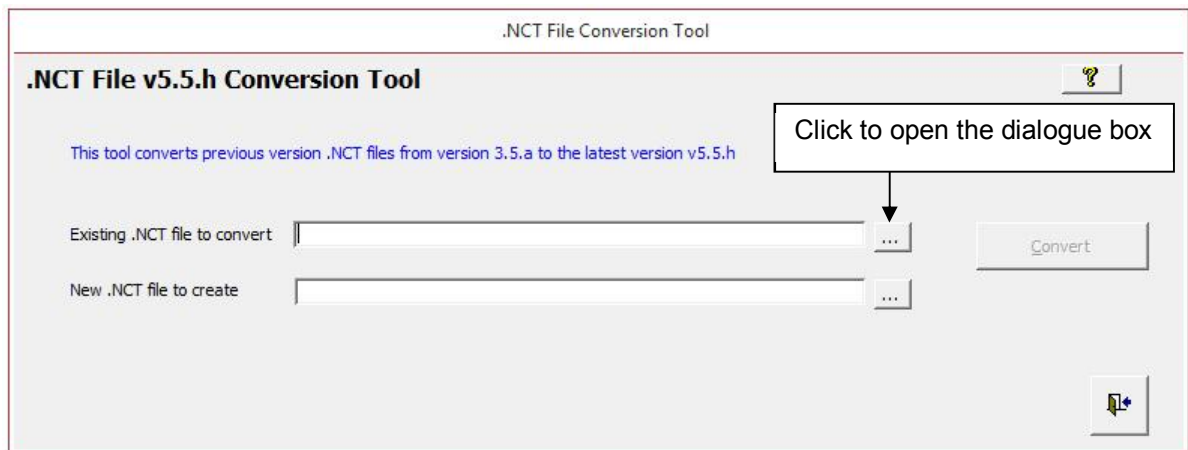 .NCT File Conversion Tool
.NCT File v5.5.h Conversion Tool
?
Click to open the dialogue box
This tool converts previous version .NCT files from version 3.5.a to the latest version v5.5.h
Existing .NCT file to convert
...
Convert
New .NCT file to create
...